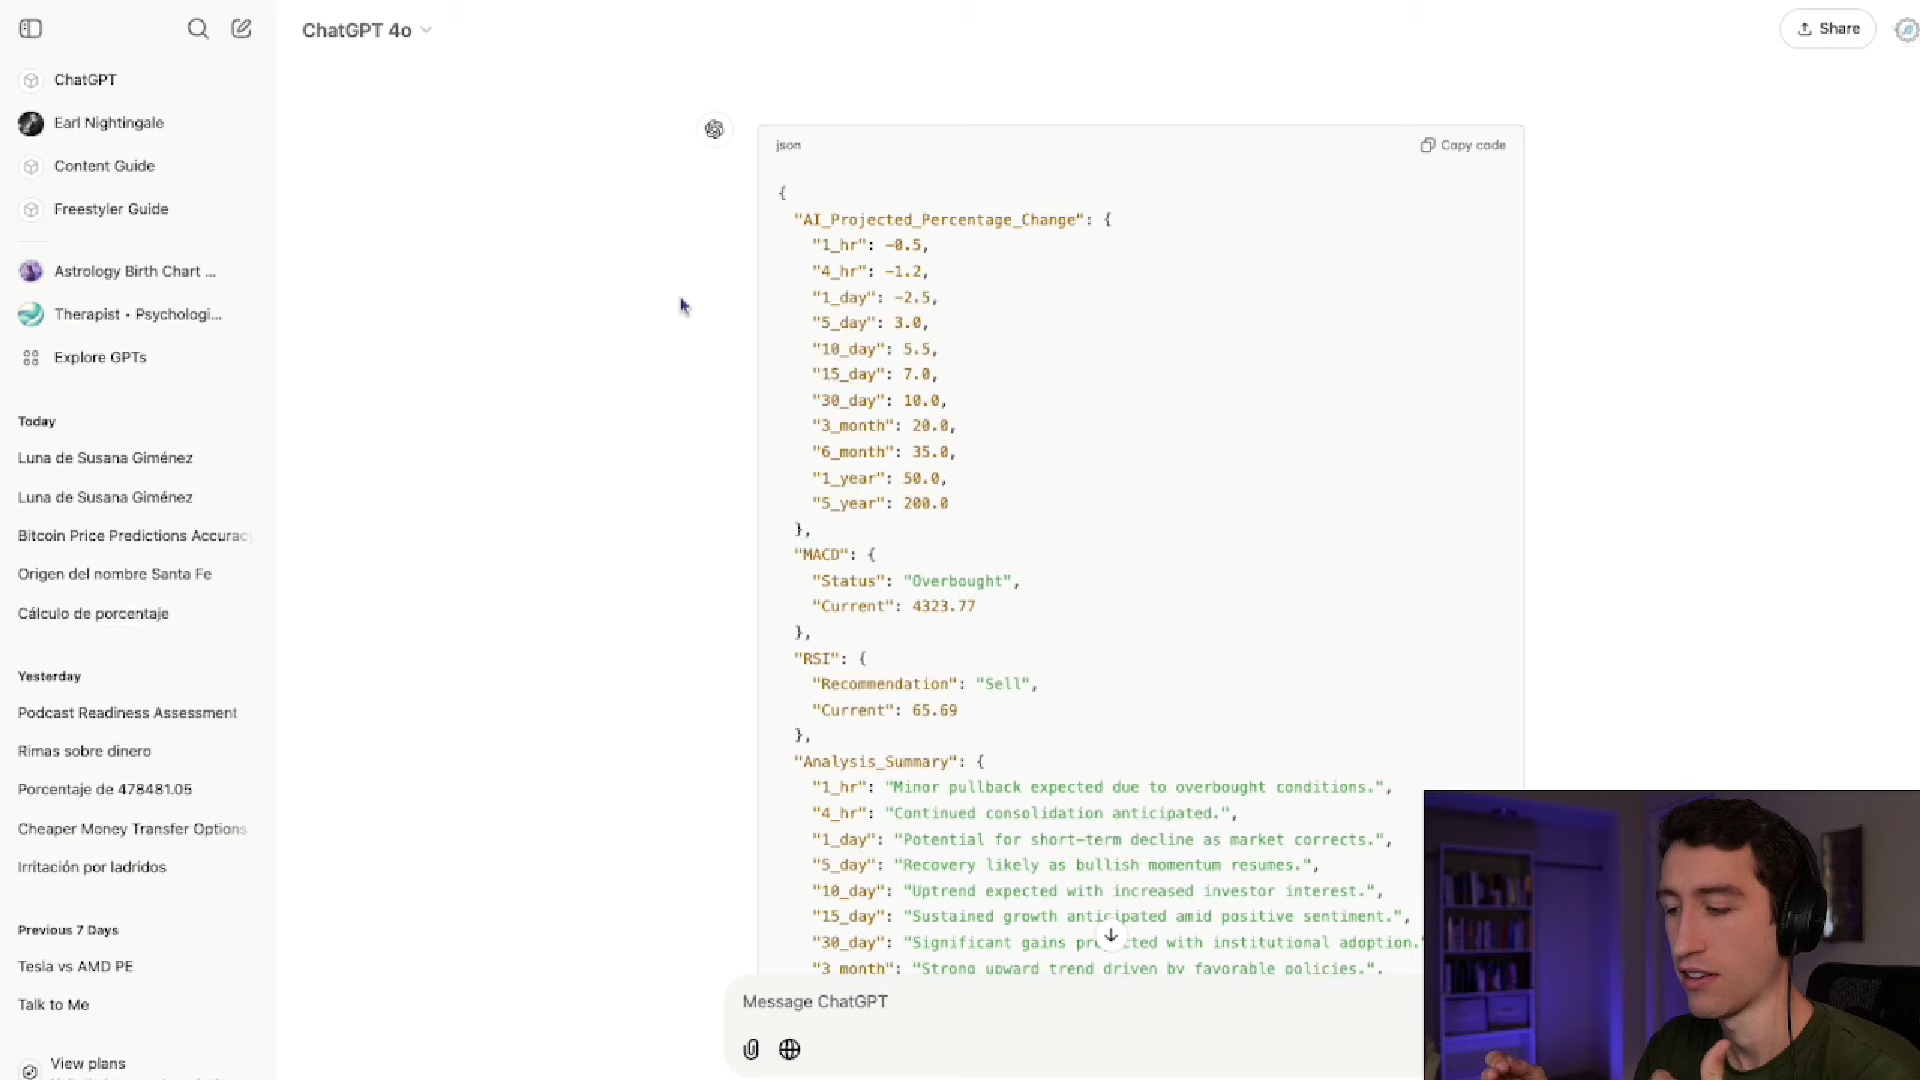 ChatGPT 4o
Share
ChatGPT
Earl Nightingale
Content Guide
Freestyler Guide
Astrology Birth Chart ...
Therapist • Psychologi...
Explore GPTs
Today
Luna de Susana Giménez
Luna de Susana Giménez
Bitcoin Price Predictions Accuracy
Origen del nombre Santa Fe
Cálculo de porcentaje
Yesterday
Podcast Readiness Assessment
Rimas sobre dinero
Porcentaje de 478481.05
Cheaper Money Transfer Options
Irritación por ladridos
Previous 7 Days
Tesla vs AMD PE
Talk to Me
View plans
json
Copy code
{
"AI_Projected_Percentage_Change": {
"1_hr": -0.5,
"4_hr": -1.2,
"1_day": -2.5,
"5_day": 3.0,
"10_day": 5.5,
"15_day": 7.0,
"30_day": 10.0,
"3_month": 20.0,
"6_month": 35.0,
"1_year": 50.0,
"5_year": 200.0
},
"MACD": {
"Status": "Overbought",
"Current": 4323.77
},
"RSI": {
"Recommendation": "Sell",
"Current": 65.69
},
"Analysis_Summary": {
"1_hr": "Minor pullback expected due to overbought conditions.",
"4_hr": "Continued consolidation anticipated.",
"1_day": "Potential for short-term decline as market corrects.",
"5_day": "Recovery likely as bullish momentum resumes.",
"10_day": "Uptrend expected with increased investor interest.",
"15_day": "Sustained growth anticipated amid positive sentiment.",
"30_day": "Significant gains predicted with institutional adoption."
"3_month": "Strong upward trend driven by favorable policies.",
Message ChatGPT